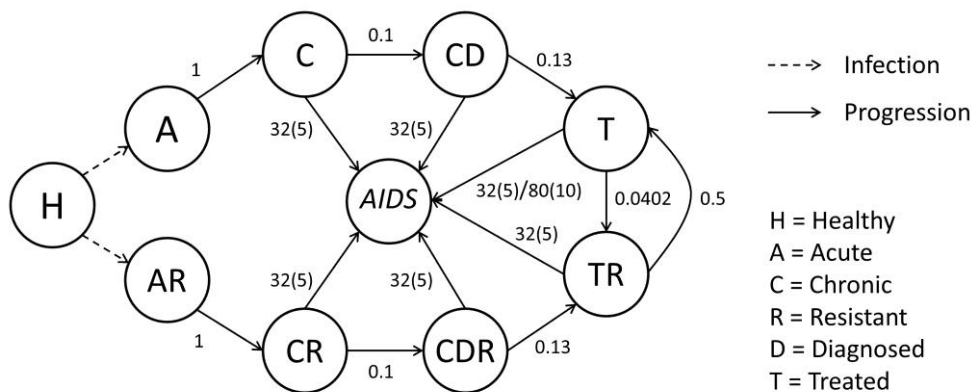 C
0.1
CD
1
0.13
A
32(5)
32(5)
T
H
AIDS
32(5)/80(10)
0.0402
0.5
32(5)
AR
32(5)
32(5)
TR
1
CR
0.1
CDR
0.13
Infection
Progression
H = Healthy
A = Acute
C = Chronic
R = Resistant
D = Diagnosed
T = Treated